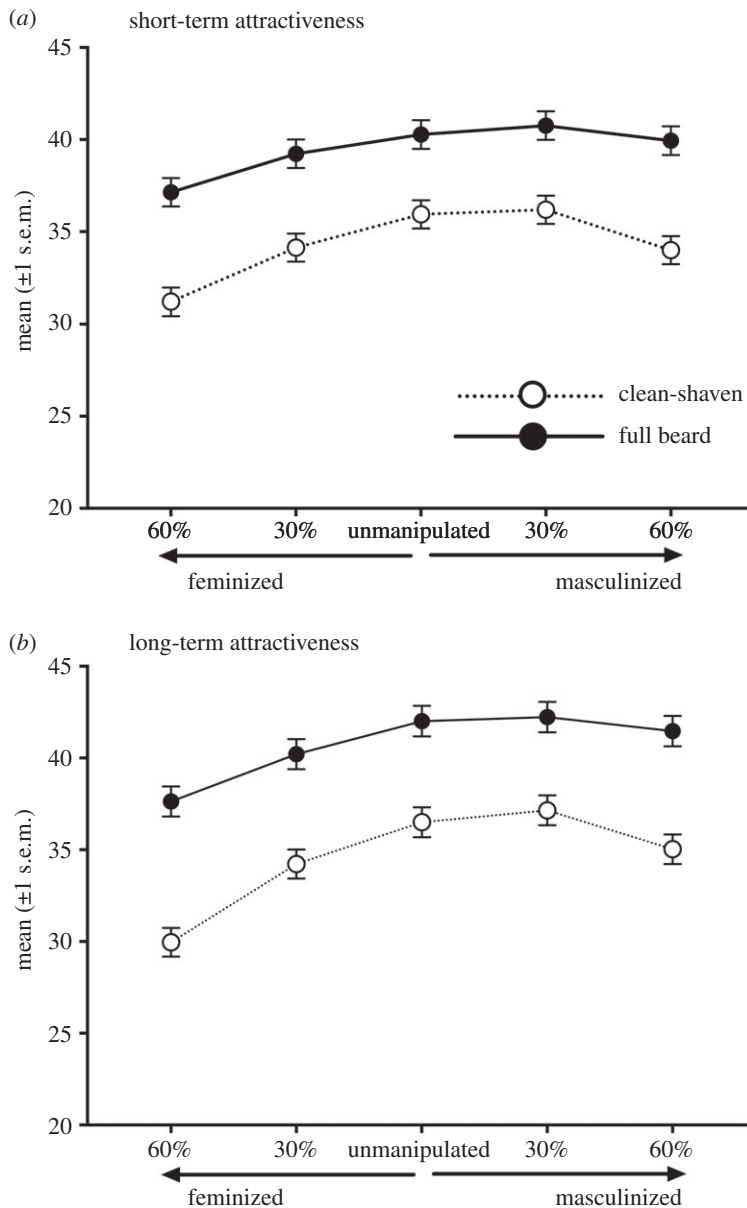 (a) short-term attractiveness
45
40
35
30
25
20
mean (±1 s.e.m.)
clean-shaven
full beard
60% 30% unmanipulated 30% 60%
feminized masculinized
(b) long-term attractiveness
45
40
35
30
25
20
mean (±1 s.e.m.)
60% 30% unmanipulated 30% 60%
feminized masculinized